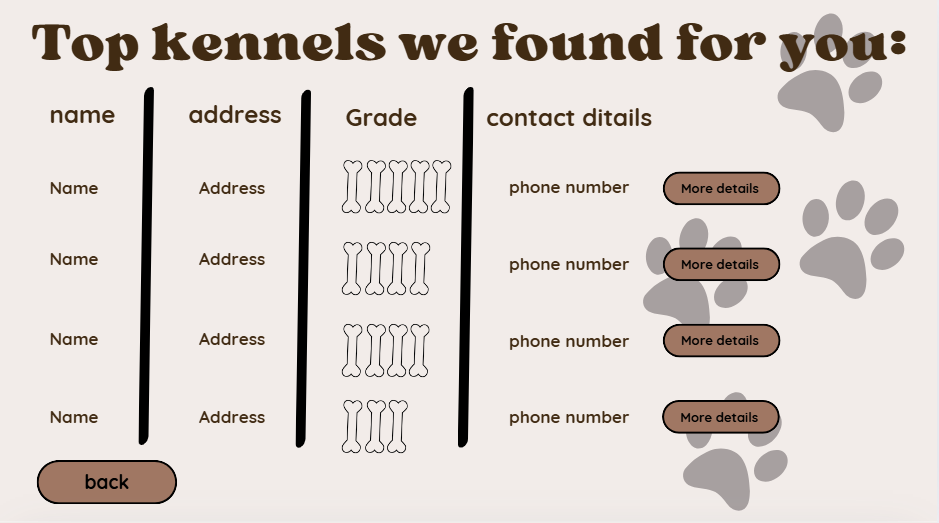 Top kennels we found for you:
name address Grade contact ditails
Name Address phone number More details
Name Address phone number More details
Name Address phone number More details
Name Address phone number More details
back